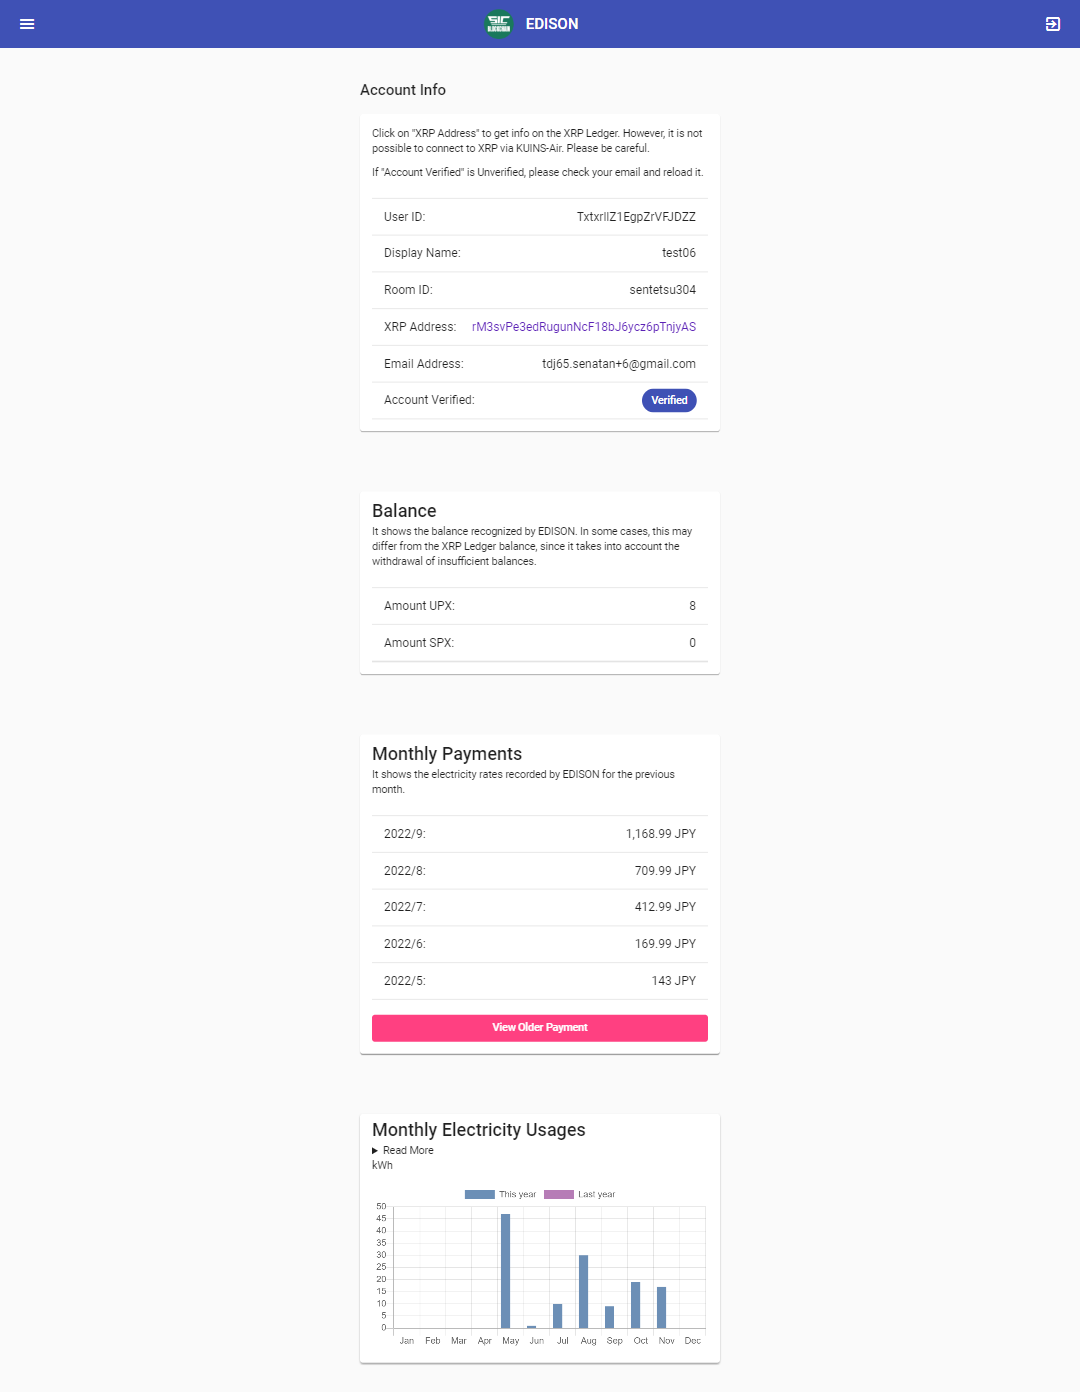 SIC
BLOCKCHAIN
EDISON
Account Info
Click on "XRP Address" to get info on the XRP Ledger. However, it is not
possible to connect to XRP via KUINS-Air. Please be careful.
If "Account Verified" is Unverified, please check your email and reload it.
User ID: TxtxrIlZ1EgpZrVFJDZZ
Display Name: test06
Room ID: sentetsu304
XRP Address: rM3svPe3edRugunNcF18bJ6ycz6pTnjyAS
Email Address: tdj65.senatan+6@gmail.com
Account Verified: Verified
Balance
It shows the balance recognized by EDISON. In some cases, this may
differ from the XRP Ledger balance, since it takes into account the
withdrawal of insufficient balances.
Amount UPX: 8
Amount SPX: 0
Monthly Payments
It shows the electricity rates recorded by EDISON for the previous
month.
2022/9: 1,168.99 JPY
2022/8: 709.99 JPY
2022/7: 412.99 JPY
2022/6: 169.99 JPY
2022/5: 143 JPY
View Older Payment
Monthly Electricity Usages
Read More
kWh
This year Last year
50
45
40
35
30
25
20
15
10
5
0
Jan Feb Mar Apr May Jun Jul Aug Sep Oct Nov Dec